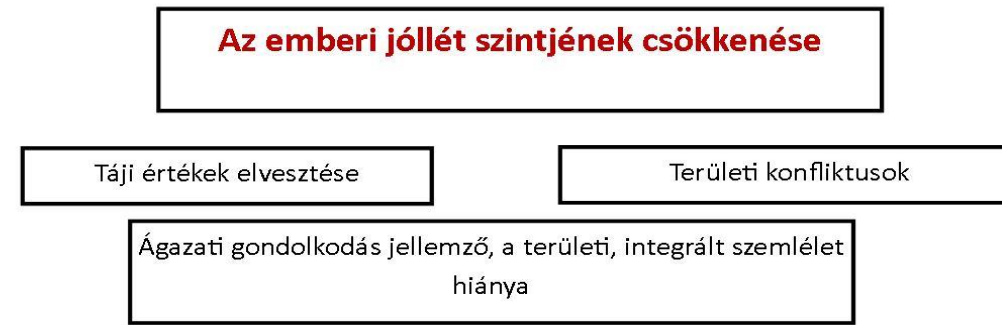 Az emberi jóllét szintjének csökkenése
Táji értékek elvesztése
Területi konfliktusok
Ágazati gondolkodás jellemző, a területi, integrált szemlélet
hiánya